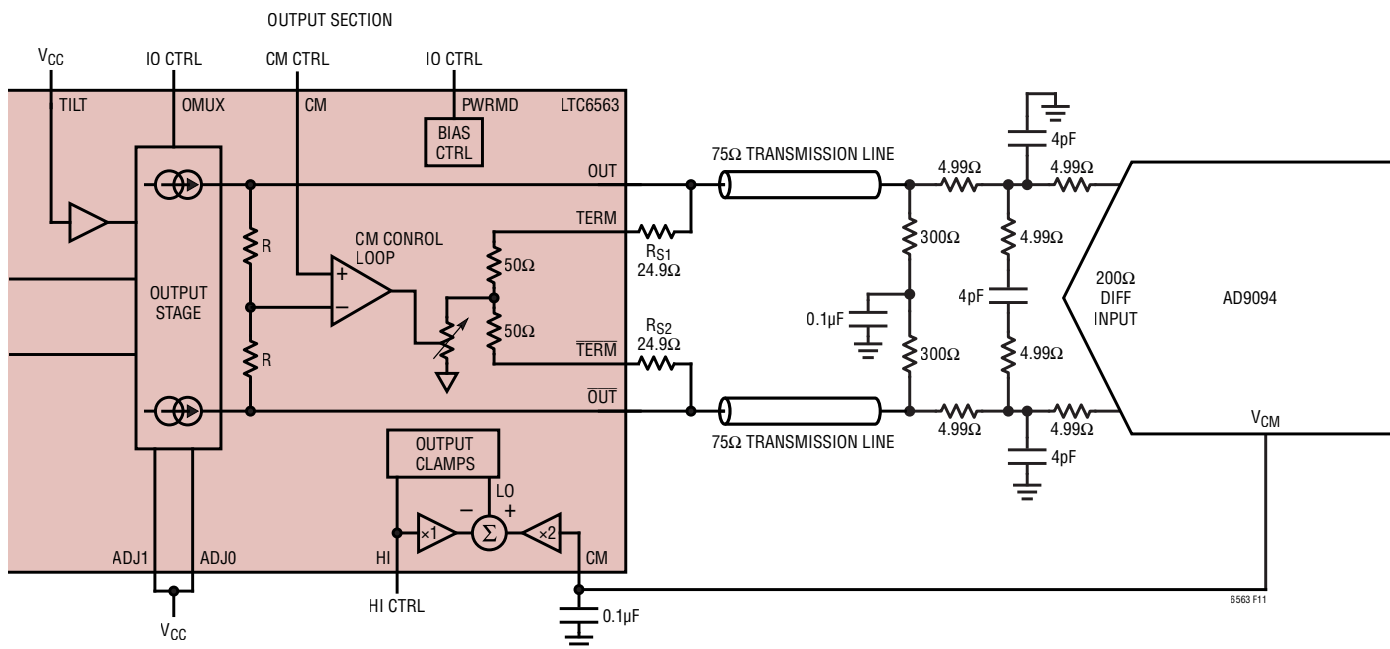 OUTPUT SECTION
VCC
IO CTRL
CM CTRL
IO CTRL
TILT
OMUX
CM
PWRMD
LTC6563
BIAS
CTRL
OUT
TERM
RS1
24.9Ω
75Ω TRANSMISSION LINE
4.99Ω
4pF
4.99Ω
R
CM CONROL
LOOP
+
−
50Ω
50Ω
OUTPUT
STAGE
R
300Ω
4.99Ω
0.1µF
4pF
200Ω
DIFF
INPUT
AD9094
RS2
24.9Ω
TERM
300Ω
4.99Ω
OUT
75Ω TRANSMISSION LINE
4.99Ω
4.99Ω
4pF
VCM
OUTPUT
CLAMPS
LO
−
+
×1
Σ
×2
ADJ1
ADJ0
HI
CM
VCC
HI CTRL
0.1µF
6563 F11